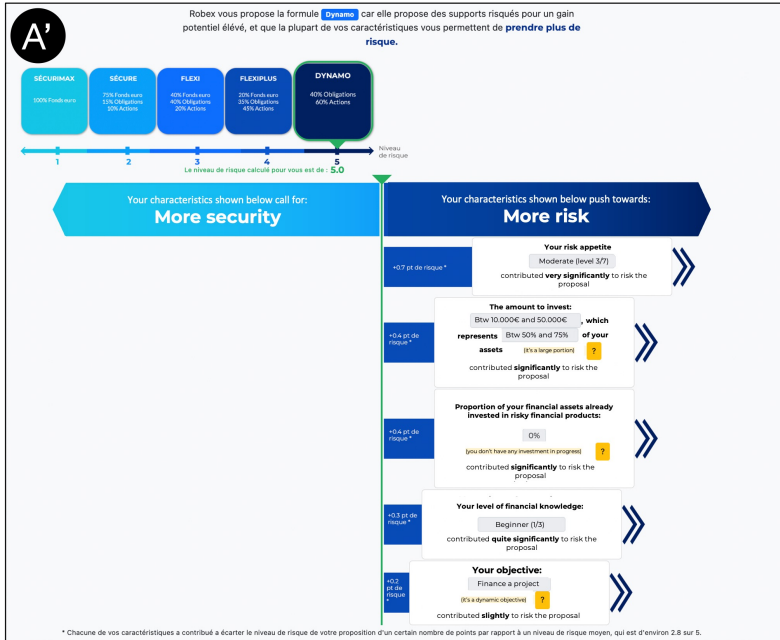 A'
Robex vous propose la formule Dynamo car elle propose des supports risqués pour un gain
potentiel élévé, et que la plupart de vos caractéristiques vous permettent de prendre plus de
risque.
SÉCURIMAX
100% Fonds euro
SÉCURE
75% Fonds euro
15% Obligations
10% Actions
FLEXI
40% Fonds euro
40% Obligations
20% Actions
FLEXIPLUS
20% Fonds euro
35% Obligations
45% Actions
DYNAMO
40% Obligations
60% Actions
1
2
3
4
5
Niveau
de risque
Le niveau de risque calculé pour vous est de : 5.0
Your characteristics shown below call for:
More security
Your characteristics shown below push towards:
More risk
+0.7 pt de risque *
Your risk appetite
Moderate (level 3/7)
contributed very significantly to risk the
proposal
+0.4 pt de
risque *
The amount to invest:
Btw 10.000€ and 50.000€ , which
represents Btw 50% and 75% of your
assets (it's a large portion) ?
contributed significantly to risk the
proposal
+0.4 pt de
risque *
Proportion of your financial assets already
invested in risky financial products:
0%
(you don't have any investment in progress) ?
contributed significantly to risk the
proposal
+0.3 pt de
risque *
Your level of financial knowledge:
Beginner (1/3)
contributed quite significantly to risk the
proposal
+0.2
pt de
risque
*
Your objective:
Finance a project
(it's a dynamic objective) ?
contributed slightly to risk the proposal
* Chacune de vos caractéristiques a contribué a écarter le niveau de risque de votre proposition d'un certain nombre de points par rapport à un niveau de risque moyen, qui est d'environ 2.8 sur 5.